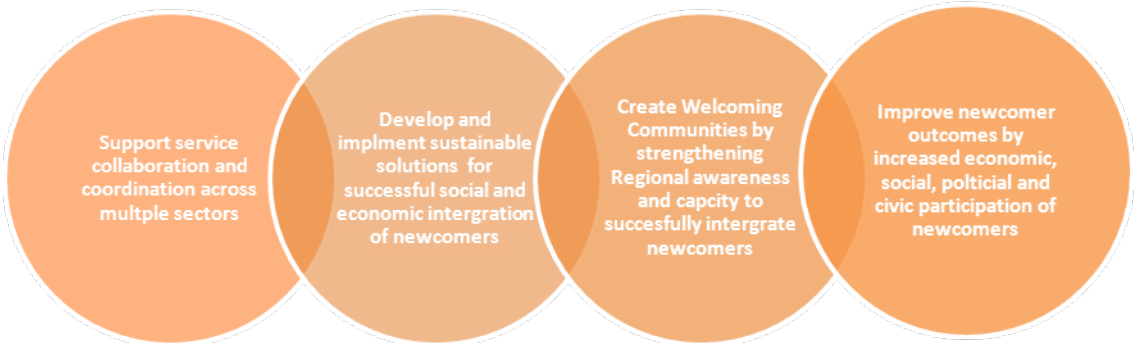 Support service
collaboration and
coordination across
multple sectors
Develop and
implment sustainable
solutions for
successful social and
economic intergration
of newcomers
Create Welcoming
Communities by
strengthening
Regional awareness
and capcity to
succesfully intergrate
newcomers
Improve newcomer
outcomes by
increased economic,
social, polticial and
civic participation of
newcomers